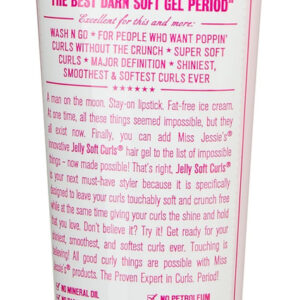 THE BEST DARN SOFT GEL PERIOD"
Excellent for this and more:
WASH N GO * FOR PEOPLE WHO WANT POPPIN'
CURLS WITHOUT THE CRUNCH * SUPER SOFT
CURLS * MAJOR DEFINITION * SHINIEST,
SMOOTHEST & SOFTEST CURLS EVER
A man on the moon. Stay-on lipstick. Fat-free ice cream.
At one time, all these things seemed impossible, but they
all exist now. Finally, you can add Miss Jessie's®
innovative Jelly Soft Curls® hair gel to the list of impossible
things - now made possible! That's right, Jelly Soft Curls®
is your next must-have styler because it is specifically
designed to leave your curls touchably soft and crunch free
while at the same time giving your curls the shine and hold
that you love. Don't believe it? Try it! Get ready for your
shiniest, smoothest, and softest curls ever. Touching is
believing! All good curly things are possible with Miss
Jessie's® products. The Proven Expert in Curls. Period!
NO MINERAL OIL
NO PETROLEUM